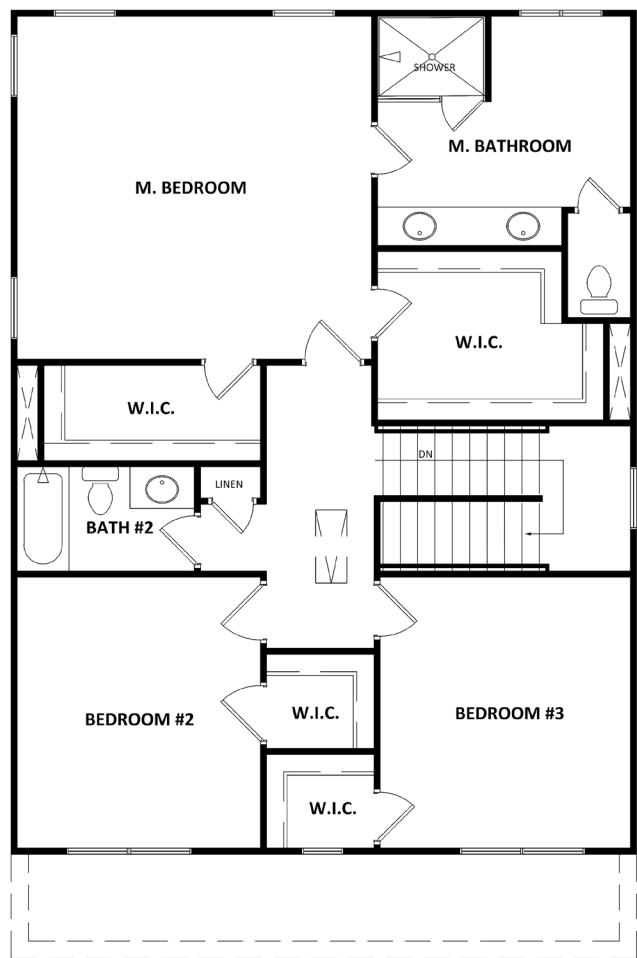 SHOWER
M. BATHROOM
M. BEDROOM
W.I.C.
W.I.C.
DN
LINEN
BATH #2
BEDROOM #2
W.I.C.
BEDROOM #3
W.I.C.